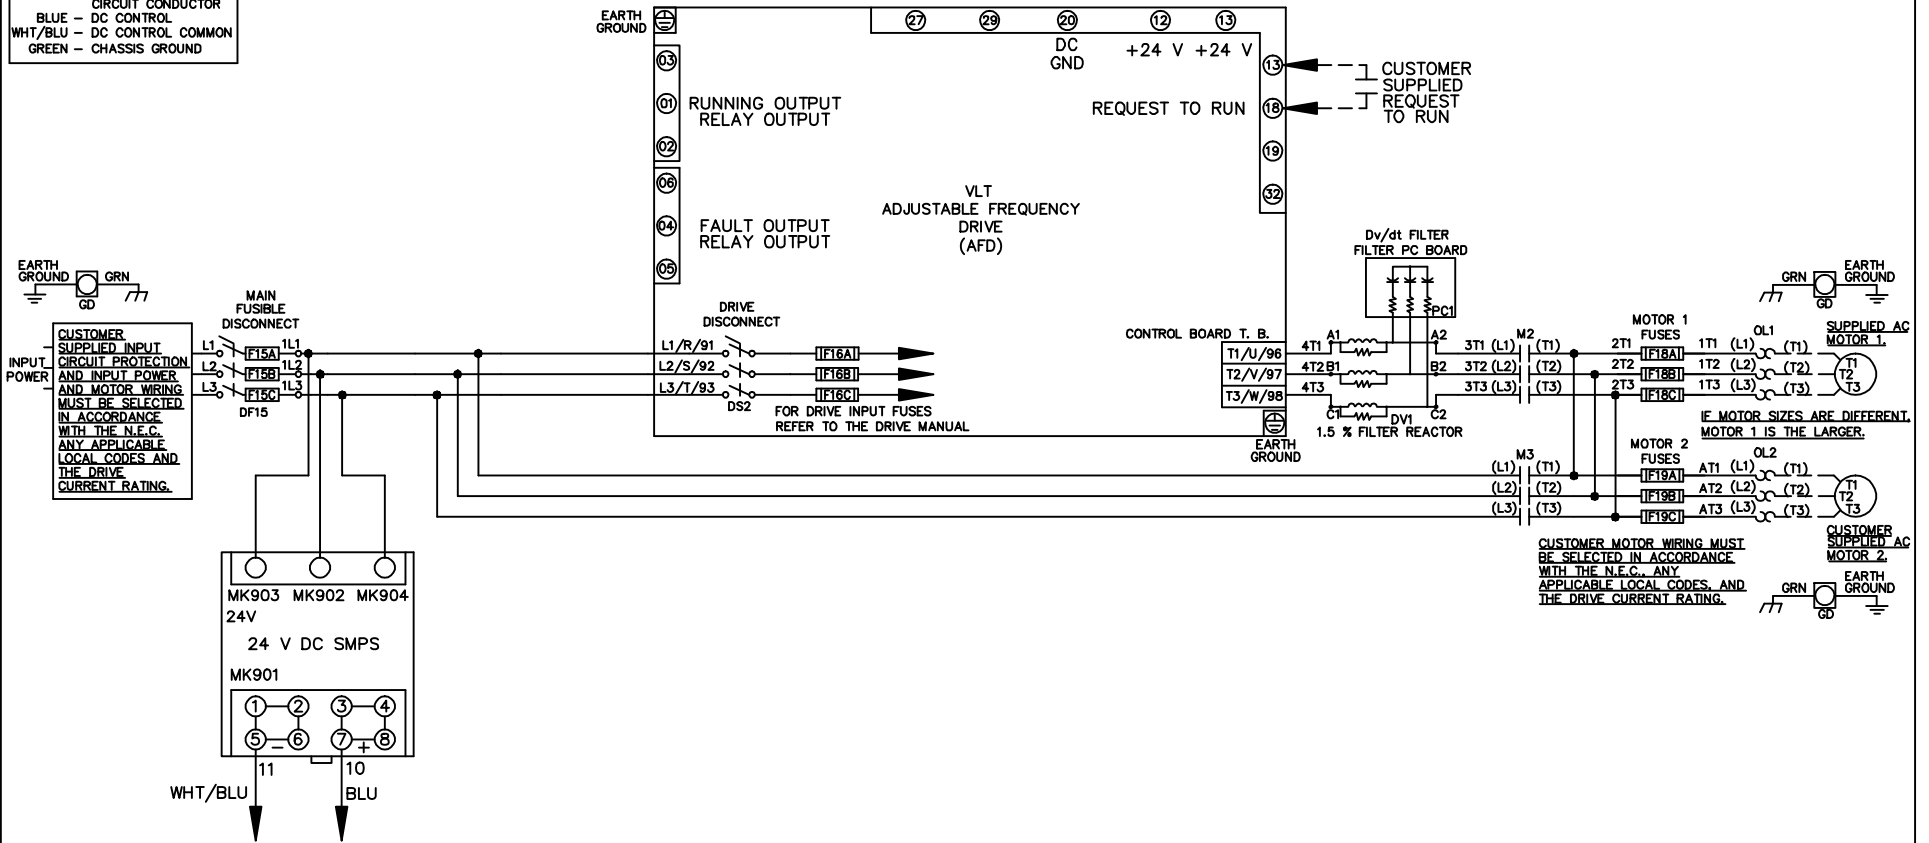 CIRCUIT CONDUCTOR
BLUE – DC CONTROL
WHT/BLU – DC CONTROL COMMON
GREEN – CHASSIS GROUND
EARTH
GROUND
27 29 20 12 13
DC
GND
+24 V +24 V
03
01
02
RUNNING OUTPUT
RELAY OUTPUT
06
04
05
FAULT OUTPUT
RELAY OUTPUT
13
18
19
32
REQUEST TO RUN
CUSTOMER
SUPPLIED
REQUEST
TO RUN
VLT
ADJUSTABLE FREQUENCY
DRIVE
(AFD)
EARTH
GROUND
GRN
GD
MAIN
FUSIBLE
DISCONNECT
INPUT
POWER
CUSTOMER
SUPPLIED INPUT
CIRCUIT PROTECTION
AND INPUT POWER
AND MOTOR WIRING
MUST BE SELECTED
IN ACCORDANCE
WITH THE N.E.C.
ANY APPLICABLE
LOCAL CODES AND
THE DRIVE
CURRENT RATING.
L1 F15A 1L1
L2 F15B 1L2
L3 F15C 1L3
DF15
DRIVE
DISCONNECT
L1/R/91 F16A
L2/S/92 F16B
L3/T/93 F16C
DS2
FOR DRIVE INPUT FUSES
REFER TO THE DRIVE MANUAL
CONTROL BOARD T. B.
T1/U/96
T2/V/97
T3/W/98
EARTH
GROUND
Dv/dt FILTER
FILTER PC BOARD
PC1
4T1 A1 A2
4T2 B1 B2
4T3 C1 C2
DV1
1.5 % FILTER REACTOR
M2
3T1 (L1) (T1)
3T2 (L2) (T2)
3T3 (L3) (T3)
MOTOR 1
FUSES
2T1 F18A 1T1 (L1) (T1)
2T2 F18B 1T2 (L2) (T2)
2T3 F18C 1T3 (L3) (T3)
OL1
T1
T2
T3
GRN
GD
EARTH
GROUND
SUPPLIED AC
MOTOR 1.
IF MOTOR SIZES ARE DIFFERENT,
MOTOR 1 IS THE LARGER.
M3
(L1) (T1)
(L2) (T2)
(L3) (T3)
MOTOR 2
FUSES
F19A AT1 (L1) (T1)
F19B AT2 (L2) (T2)
F19C AT3 (L3) (T3)
OL2
T1
T2
T3
CUSTOMER
SUPPLIED AC
MOTOR 2.
CUSTOMER MOTOR WIRING MUST
BE SELECTED IN ACCORDANCE
WITH THE N.E.C., ANY
APPLICABLE LOCAL CODES, AND
THE DRIVE CURRENT RATING.
GRN
GD
EARTH
GROUND
MK903 MK902 MK904
24V
24 V DC SMPS
MK901
1 2 3 4
5 – 6 7 + 8
11 10
WHT/BLU BLU